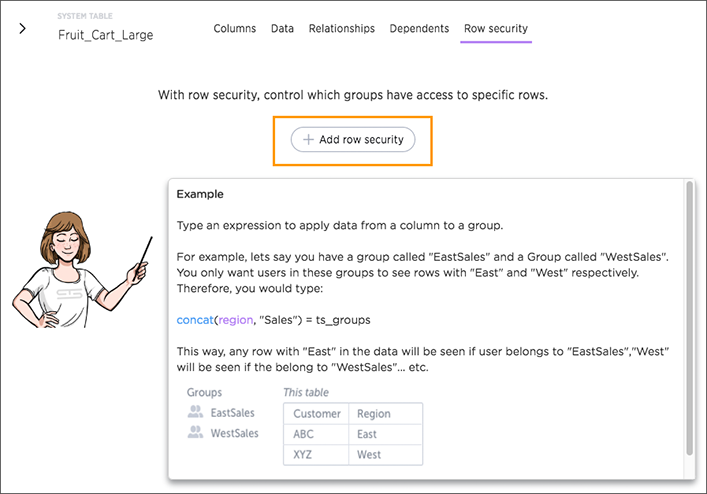 SYSTEM TABLE
Fruit_Cart_Large
Columns Data Relationships Dependents Row security
With row security, control which groups have access to specific rows.
+ Add row security
Example
Type an expression to apply data from a column to a group.
For example, lets say you have a group called "EastSales" and a Group called "WestSales".
You only want users in these groups to see rows with "East" and "West" respectively.
Therefore, you would type:
concat(region, "Sales") = ts_groups
This way, any row with "East" in the data will be seen if user belongs to "EastSales","West"
will be seen if the belong to "WestSales"... etc.
Groups
EastSales
WestSales
This table
Customer Region
ABC East
XYZ West